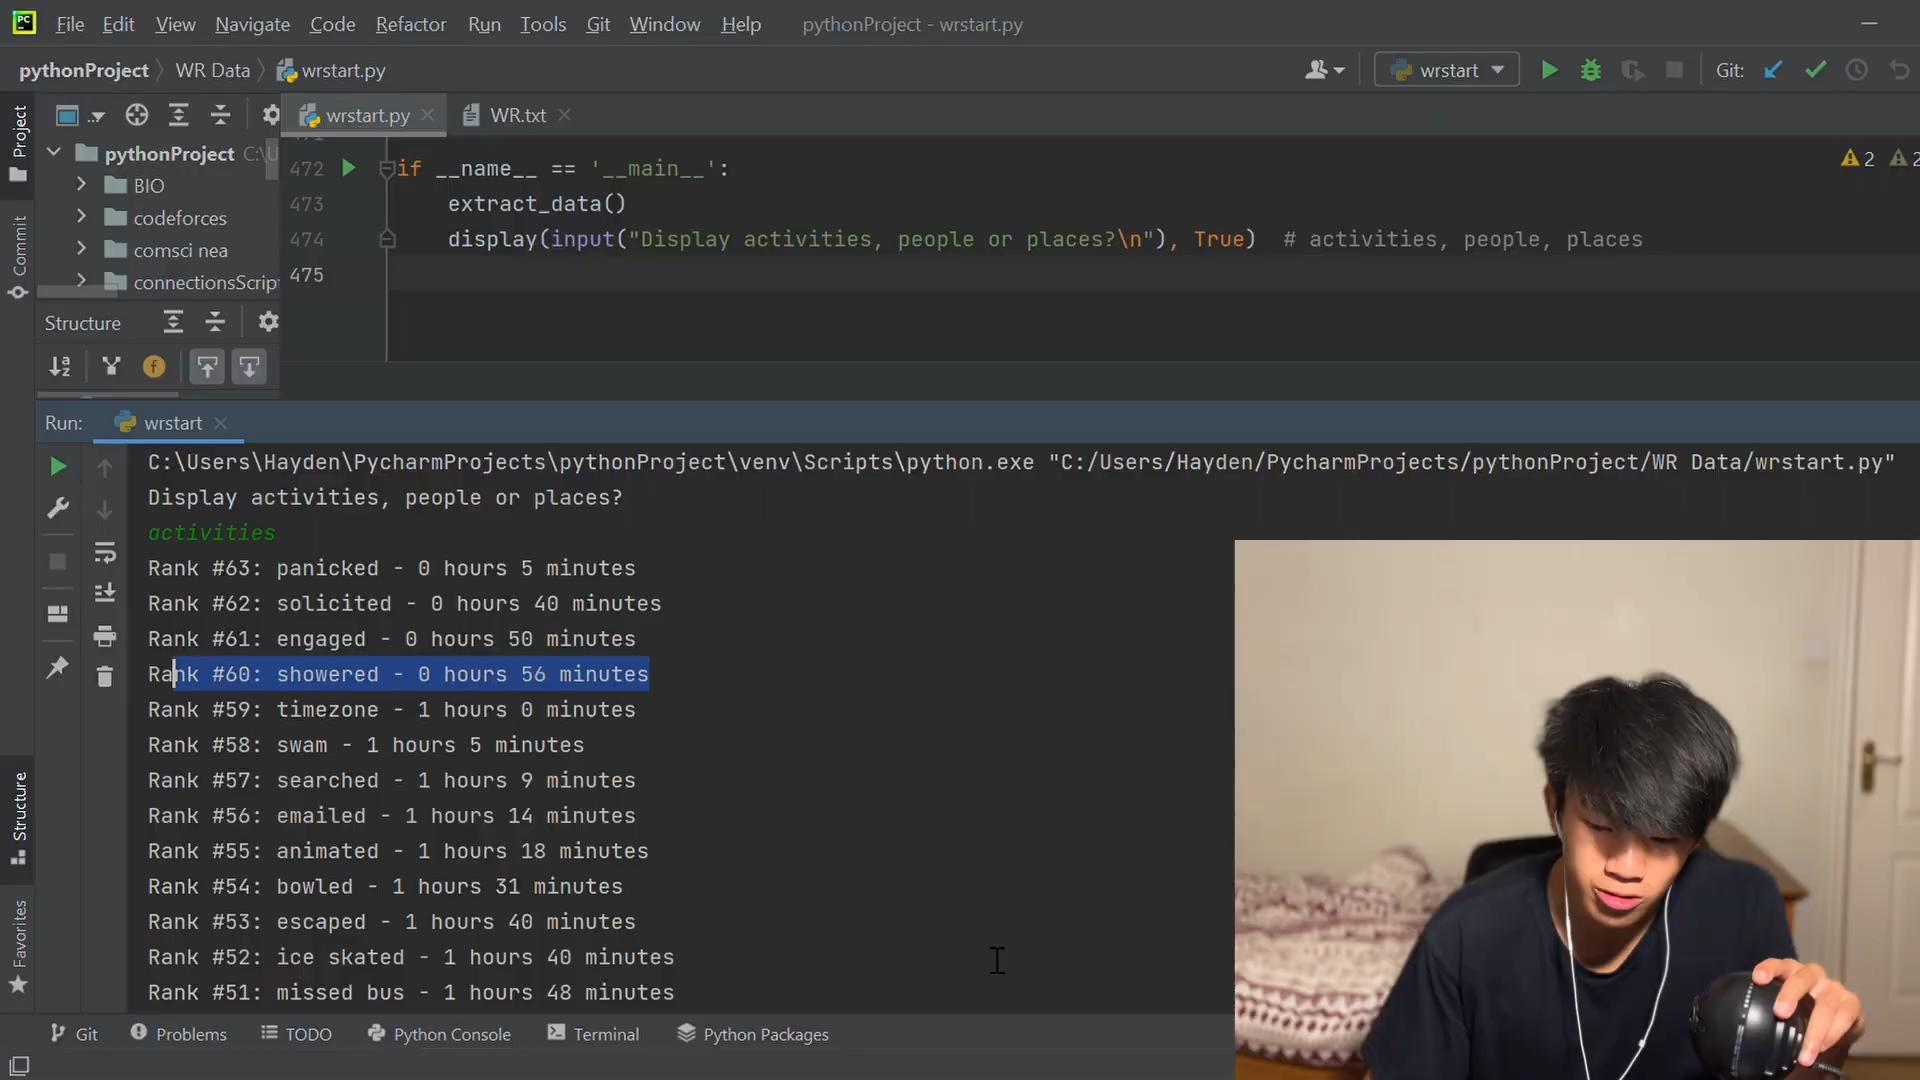 PC File Edit View Navigate Code Refactor Run Tools Git Window Help pythonProject - wrstart.py
pythonProject WR Data wrstart.py wrstart Git:
Project
wrstart.py WR.txt
pythonProject C:\U
BIO
codeforces
comsci nea
connectionsScrip
Commit
Structure
472 if __name__ == '__main__': 2 2
473 extract_data()
474 display(input("Display activities, people or places?\n"), True) # activities, people, places
475
Run: wrstart
C:\Users\Hayden\PycharmProjects\pythonProject\venv\Scripts\python.exe "C:/Users/Hayden/PycharmProjects/pythonProject/WR Data/wrstart.py"
Display activities, people or places?
activities
Rank #63: panicked - 0 hours 5 minutes
Rank #62: solicited - 0 hours 40 minutes
Rank #61: engaged - 0 hours 50 minutes
Rank #60: showered - 0 hours 56 minutes
Rank #59: timezone - 1 hours 0 minutes
Rank #58: swam - 1 hours 5 minutes
Rank #57: searched - 1 hours 9 minutes
Rank #56: emailed - 1 hours 14 minutes
Rank #55: animated - 1 hours 18 minutes
Rank #54: bowled - 1 hours 31 minutes
Rank #53: escaped - 1 hours 40 minutes
Rank #52: ice skated - 1 hours 40 minutes
Rank #51: missed bus - 1 hours 48 minutes
Structure
Favorites
Git Problems TODO Python Console Terminal Python Packages